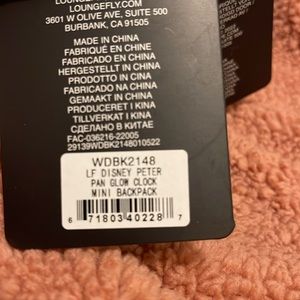 LOUNGEFLY.COM
3601 W OLIVE AVE, SUITE 500
BURBANK, CA 91505
MADE IN CHINA
FABRIQUÉ EN CHINE
FABRICADO EN CHINA
HERGESTELLT IN CHINA
PRODOTTO IN CINA
FABRICADO NA CHINA
GEMAAKT IN CHINA
PRODUCERET I KINA
TILLVERKAT I KINA
СДЕЛАНО В КИТАЕ
FAC-036216-22005
29139WDBK2148010522
WDBK2148
LF DISNEY PETER
PAN GLOW CLOCK
MINI BACKPACK
6 71803 40228 7